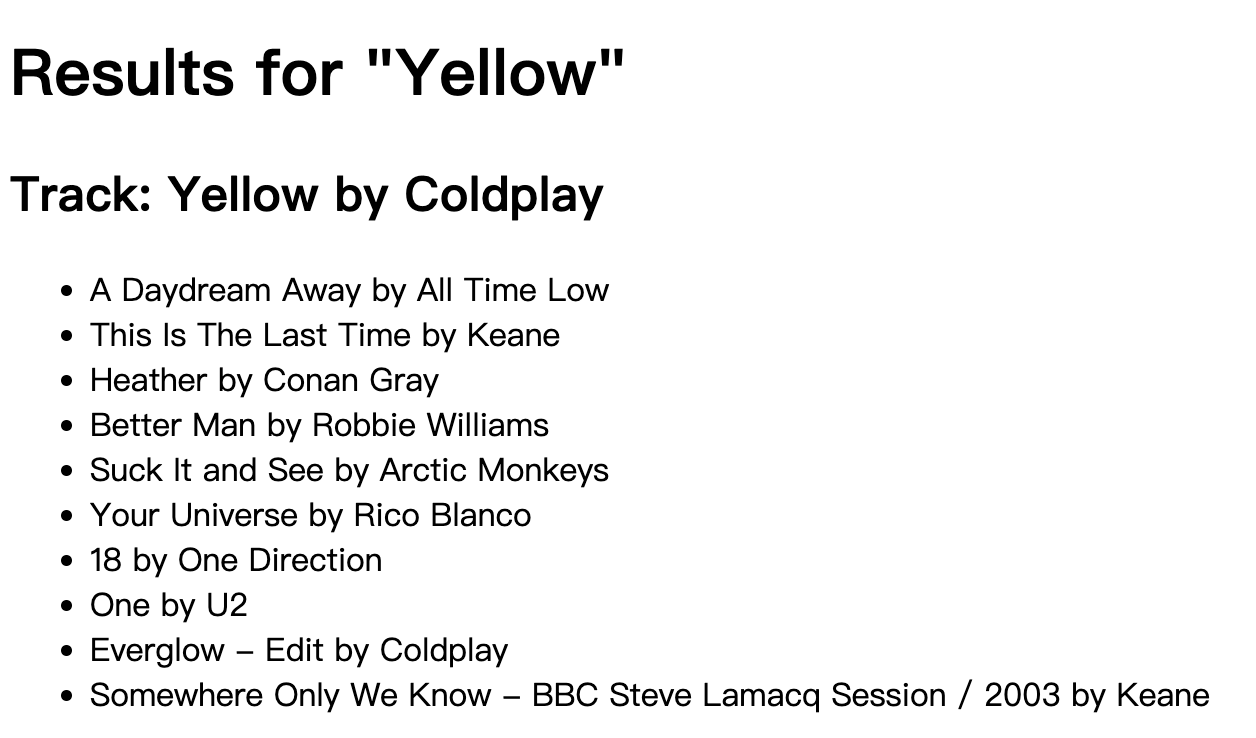 Results for "Yellow"
Track: Yellow by Coldplay
A Daydream Away by All Time Low
This Is The Last Time by Keane
Heather by Conan Gray
Better Man by Robbie Williams
Suck It and See by Arctic Monkeys
Your Universe by Rico Blanco
18 by One Direction
One by U2
Everglow – Edit by Coldplay
Somewhere Only We Know – BBC Steve Lamacq Session / 2003 by Keane